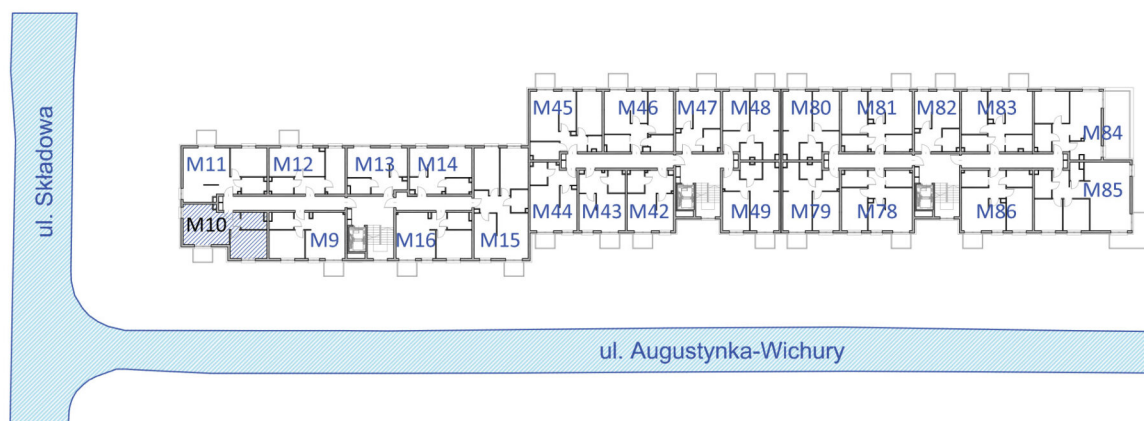 ul. Składowa
M45 M46 M47 M48 M80 M81 M82 M83 M84
M11 M12 M13 M14
M44 M43 M42 M49 M79 M78 M86 M85
M10 M9 M16 M15
ul. Augustynka-Wichury